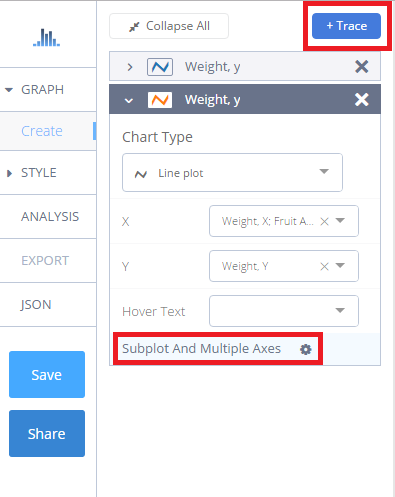 Collapse All
+ Trace
GRAPH
Create
STYLE
ANALYSIS
EXPORT
JSON
Save
Share
Weight, y
Weight, y
Chart Type
Line plot
X
Weight, X; Fruit A...
Y
Weight, Y
Hover Text
Subplot And Multiple Axes